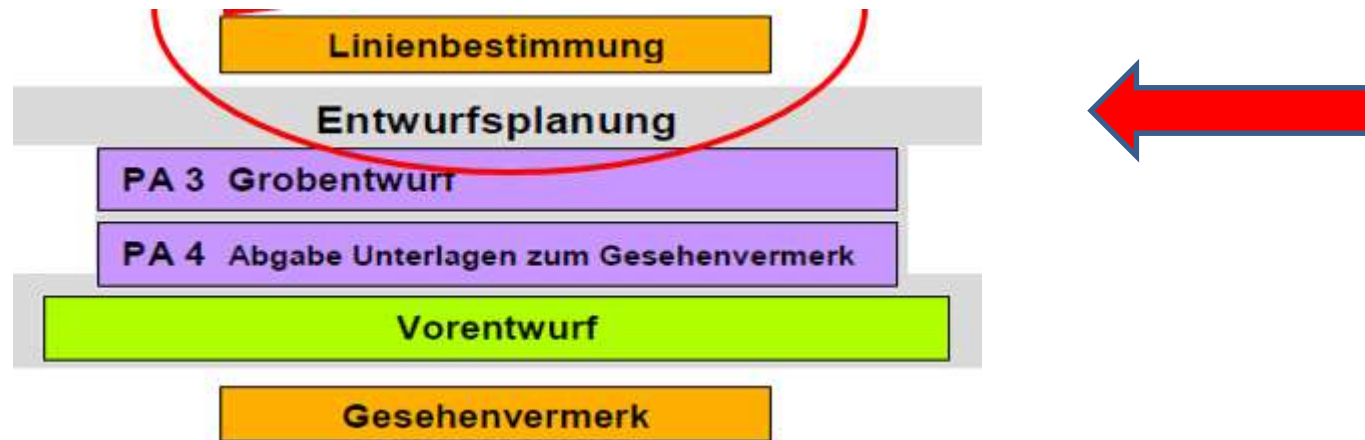 Linienbestimmung
Entwurfsplanung
PA 3 Grobentwurf
PA 4 Abgabe Unterlagen zum Gesehenvermerk
Vorentwurf
Gesehenvermerk